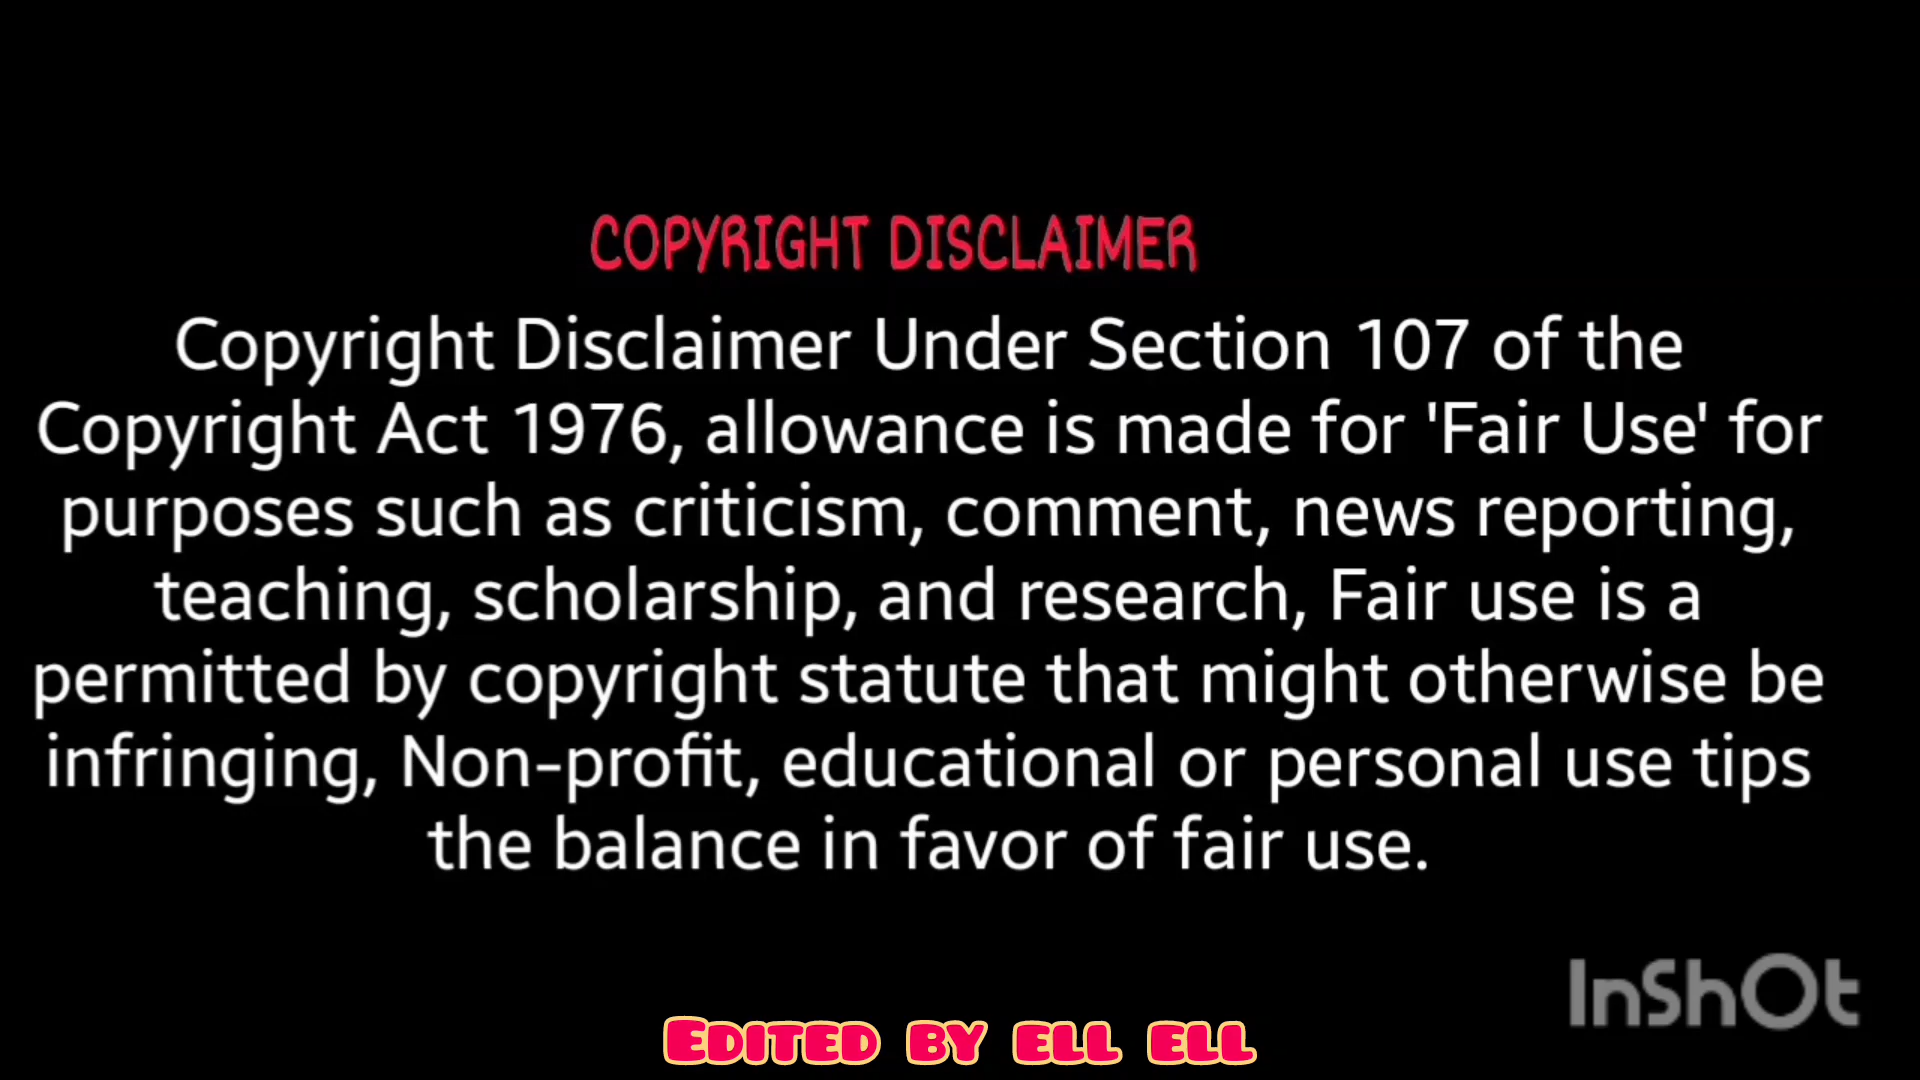 COPYRIGHT DISCLAIMER
Copyright Disclaimer Under Section 107 of the
Copyright Act 1976, allowance is made for 'Fair Use' for
purposes such as criticism, comment, news reporting,
teaching, scholarship, and research, Fair use is a
permitted by copyright statute that might otherwise be
infringing, Non-profit, educational or personal use tips
the balance in favor of fair use.
InShOt
EDITED BY ELL ELL